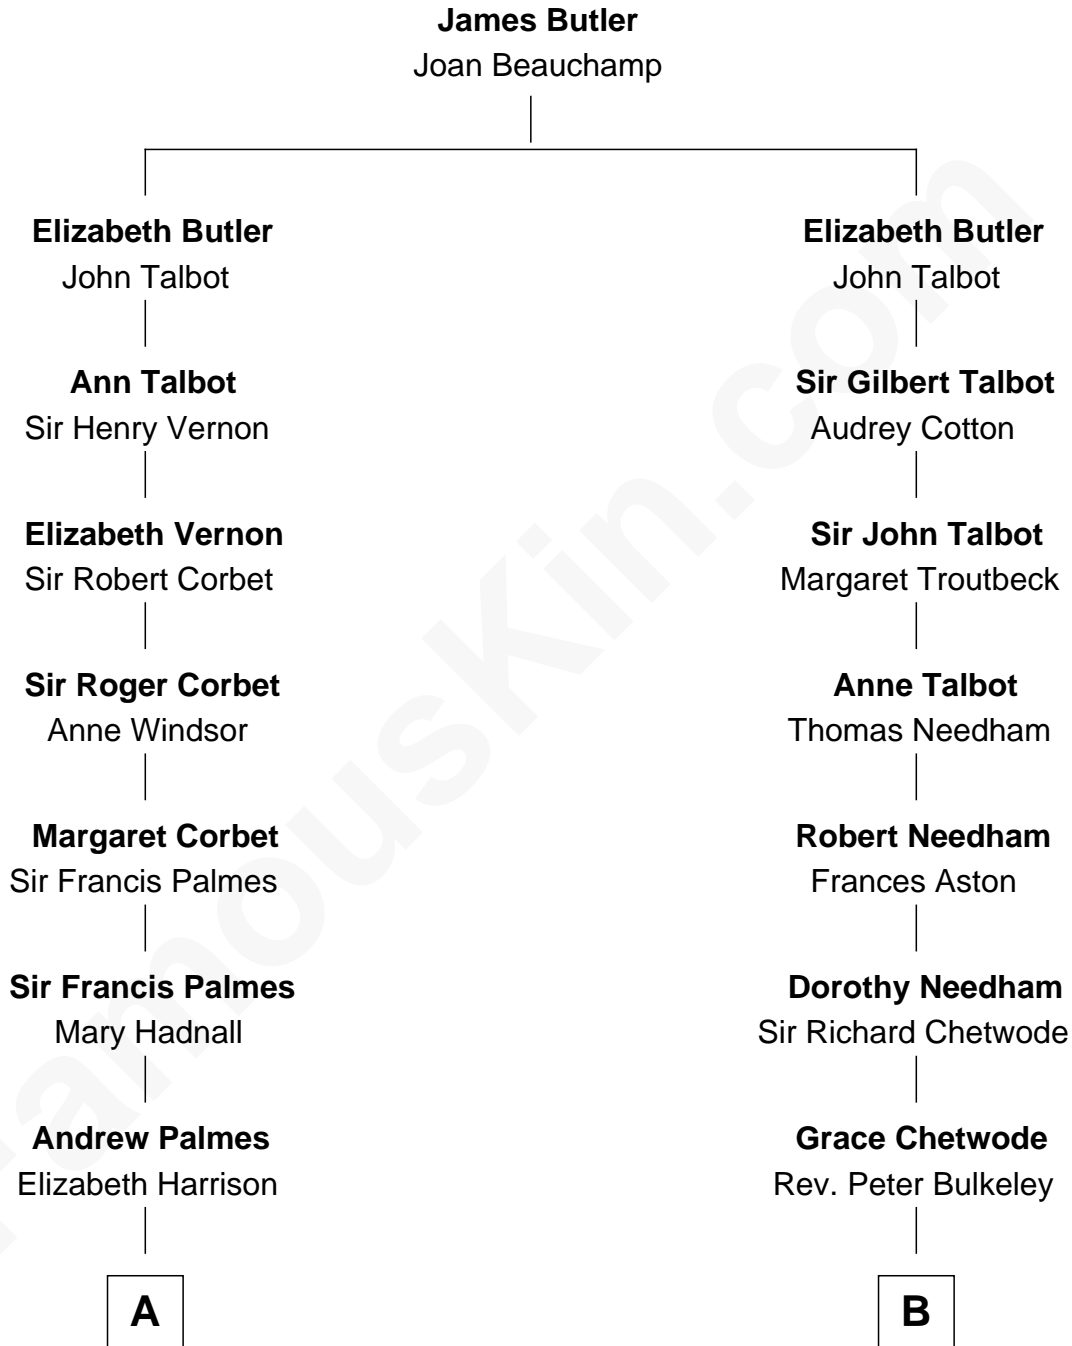 James Butler
Joan Beauchamp
Elizabeth Butler
John Talbot
Ann Talbot
Sir Henry Vernon
Elizabeth Vernon
Sir Robert Corbet
Sir Roger Corbet
Anne Windsor
Margaret Corbet
Sir Francis Palmes
Sir Francis Palmes
Mary Hadnall
Andrew Palmes
Elizabeth Harrison
A
Elizabeth Butler
John Talbot
Sir Gilbert Talbot
Audrey Cotton
Sir John Talbot
Margaret Troutbeck
Anne Talbot
Thomas Needham
Robert Needham
Frances Aston
Dorothy Needham
Sir Richard Chetwode
Grace Chetwode
Rev. Peter Bulkeley
B
FamousKin.com